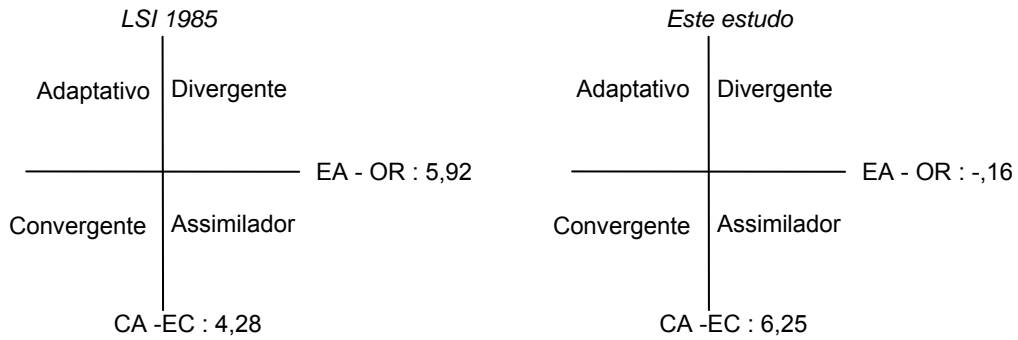 LSI 1985
Este estudo
Adaptativo
Divergente
Adaptativo
Divergente
EA - OR : 5,92
EA - OR : -,16
Convergente
Assimilador
Convergente
Assimilador
CA -EC : 4,28
CA -EC : 6,25